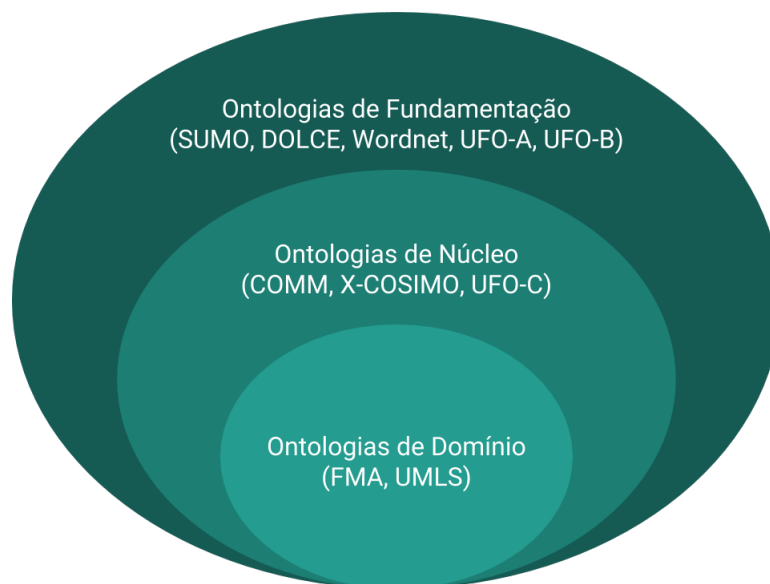 Ontologias de Fundamentação
(SUMO, DOLCE, Wordnet, UFO-A, UFO-B)
Ontologias de Núcleo
(COMM, X-COSIMO, UFO-C)
Ontologias de Domínio
(FMA, UMLS)